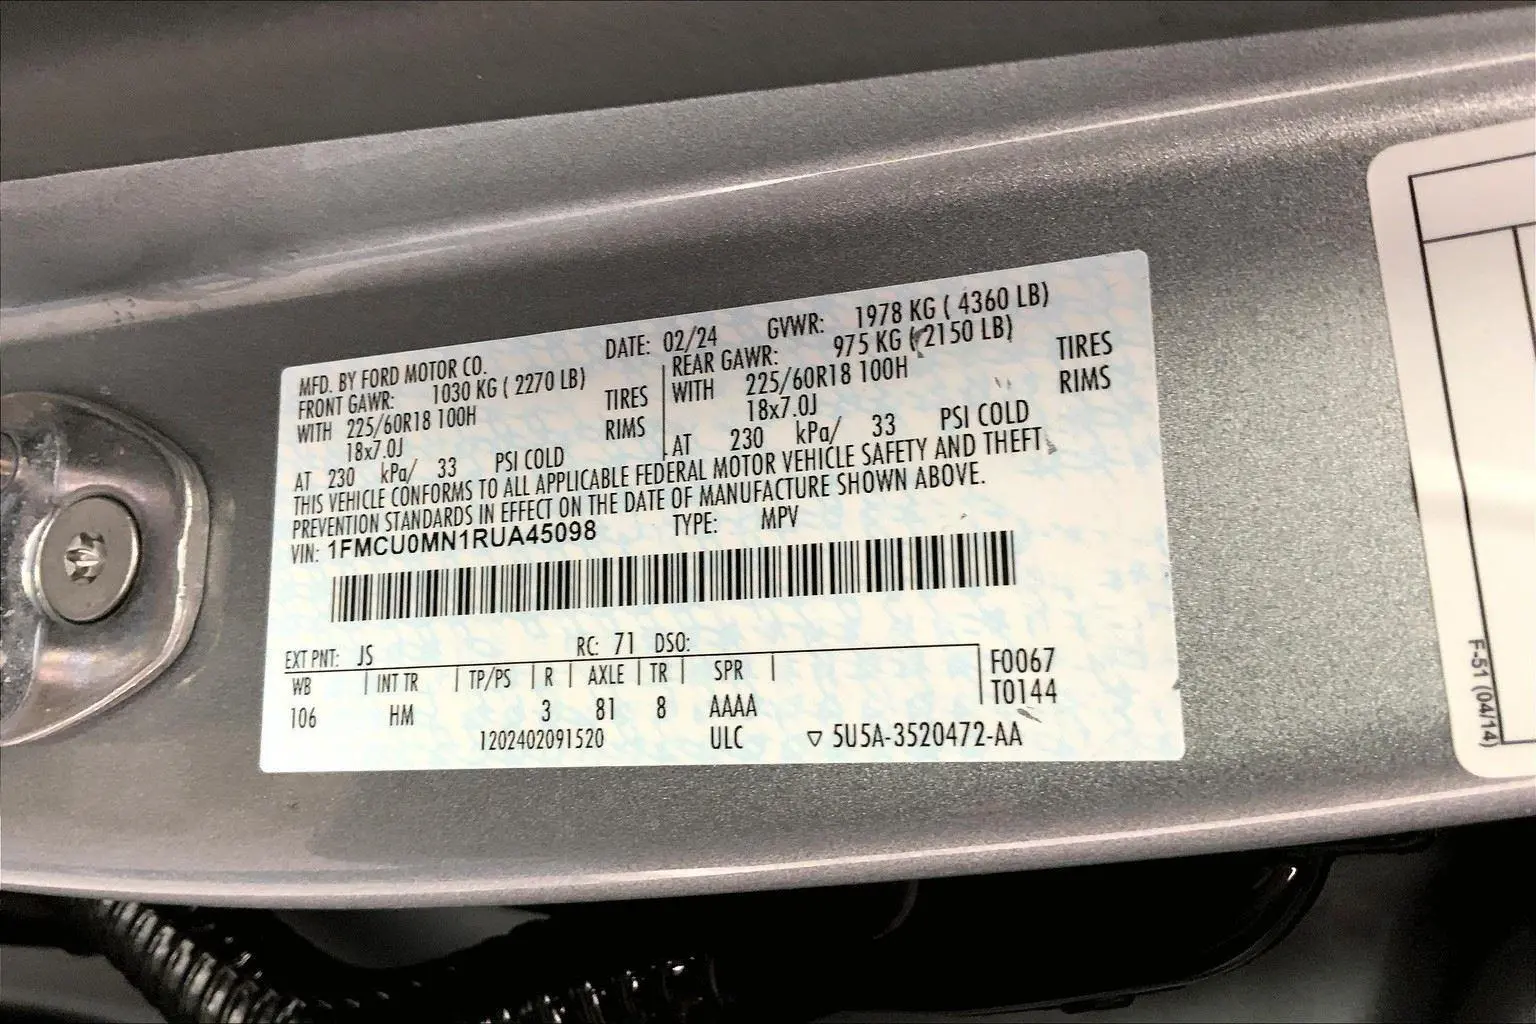 MFD. BY FORD MOTOR CO. DATE: 02/24 GVWR: 1978 KG ( 4360 LB)
FRONT GAWR: 1030 KG ( 2270 LB) REAR GAWR: 975 KG ( 2150 LB)
WITH 225/60R18 100H TIRES WITH 225/60R18 100H TIRES
18x7.0J RIMS 18x7.0J RIMS
AT 230 kPa/ 33 PSI COLD AT 230 kPa/ 33 PSI COLD
THIS VEHICLE CONFORMS TO ALL APPLICABLE FEDERAL MOTOR VEHICLE SAFETY AND THEFT
PREVENTION STANDARDS IN EFFECT ON THE DATE OF MANUFACTURE SHOWN ABOVE.
VIN: 1FMCU0MN1RUA45098 TYPE: MPV
EXT PNT: JS RC: 71 DSO:
WB INT TR TP/PS R AXLE TR SPR F0067
106 HM 3 81 8 AAAA T0144
1202402091520 ULC ▽ 5U5A-3520472-AA
F-51 (04/14)